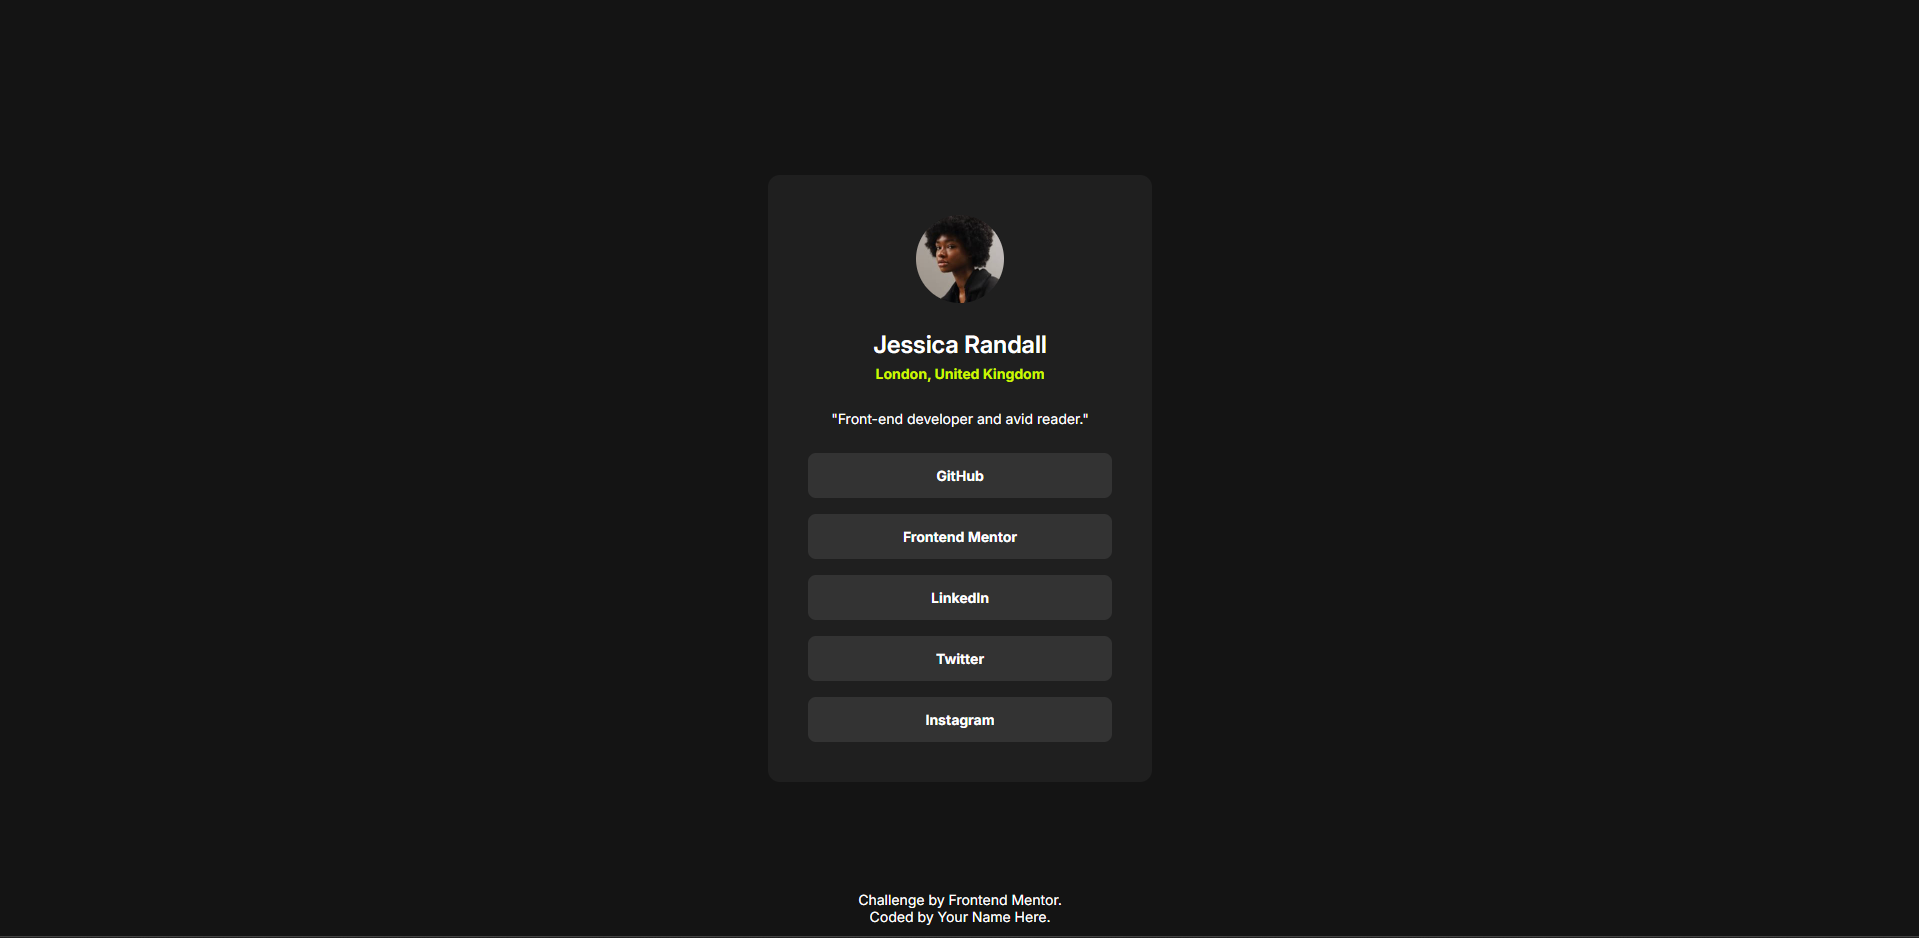 Jessica Randall
London, United Kingdom
"Front-end developer and avid reader."
GitHub
Frontend Mentor
LinkedIn
Twitter
Instagram
Challenge by Frontend Mentor.
Coded by Your Name Here.